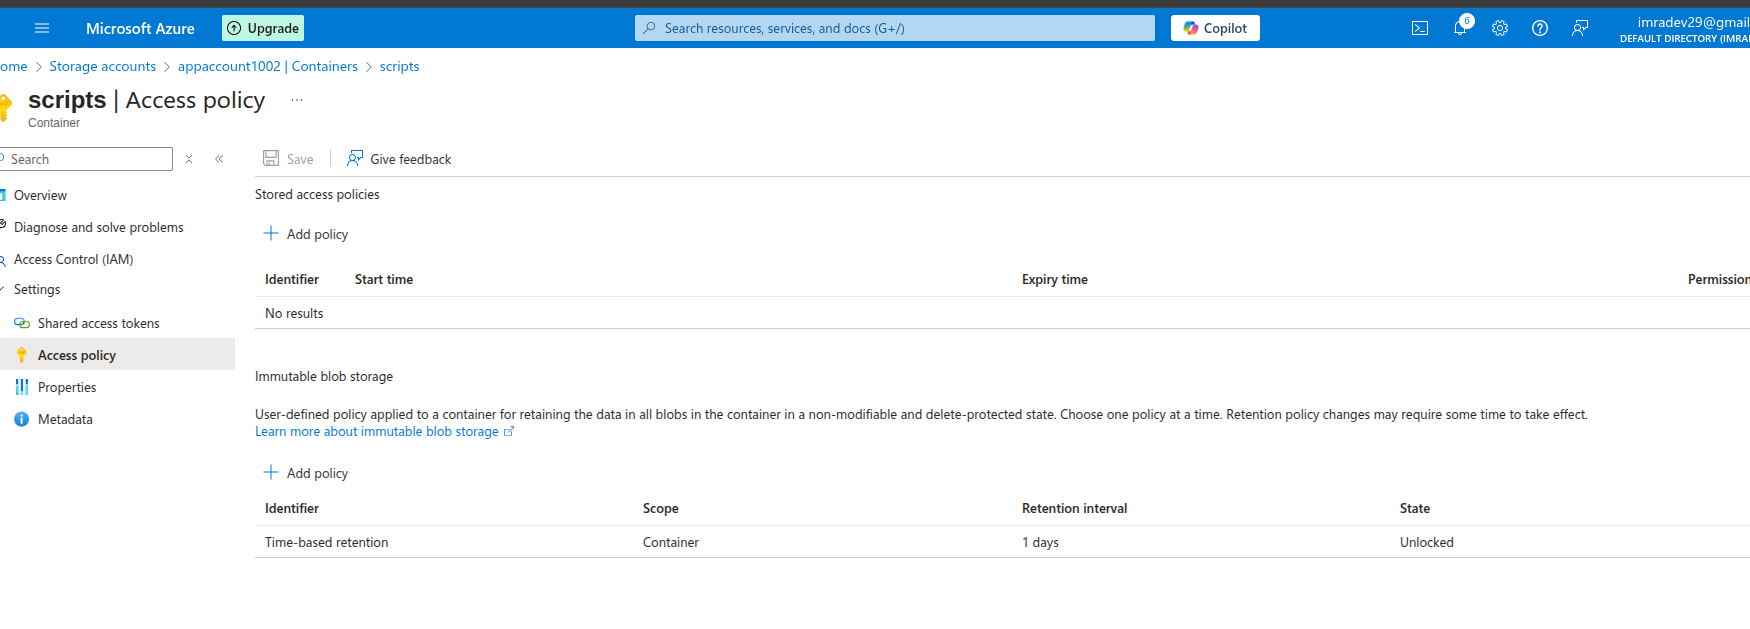 Microsoft Azure
Upgrade
Search resources, services, and docs (G+/)
Copilot
6
imradev29@gmail
DEFAULT DIRECTORY (IMRA
ome > Storage accounts > appaccount1002 | Containers > scripts
scripts | Access policy ...
Container
Search
Save
Give feedback
Overview
Diagnose and solve problems
Access Control (IAM)
Settings
Shared access tokens
Access policy
Properties
Metadata
Stored access policies
+ Add policy
Identifier Start time Expiry time Permission
No results
Immutable blob storage
User-defined policy applied to a container for retaining the data in all blobs in the container in a non-modifiable and delete-protected state. Choose one policy at a time. Retention policy changes may require some time to take effect.
Learn more about immutable blob storage
+ Add policy
Identifier Scope Retention interval State
Time-based retention Container 1 days Unlocked